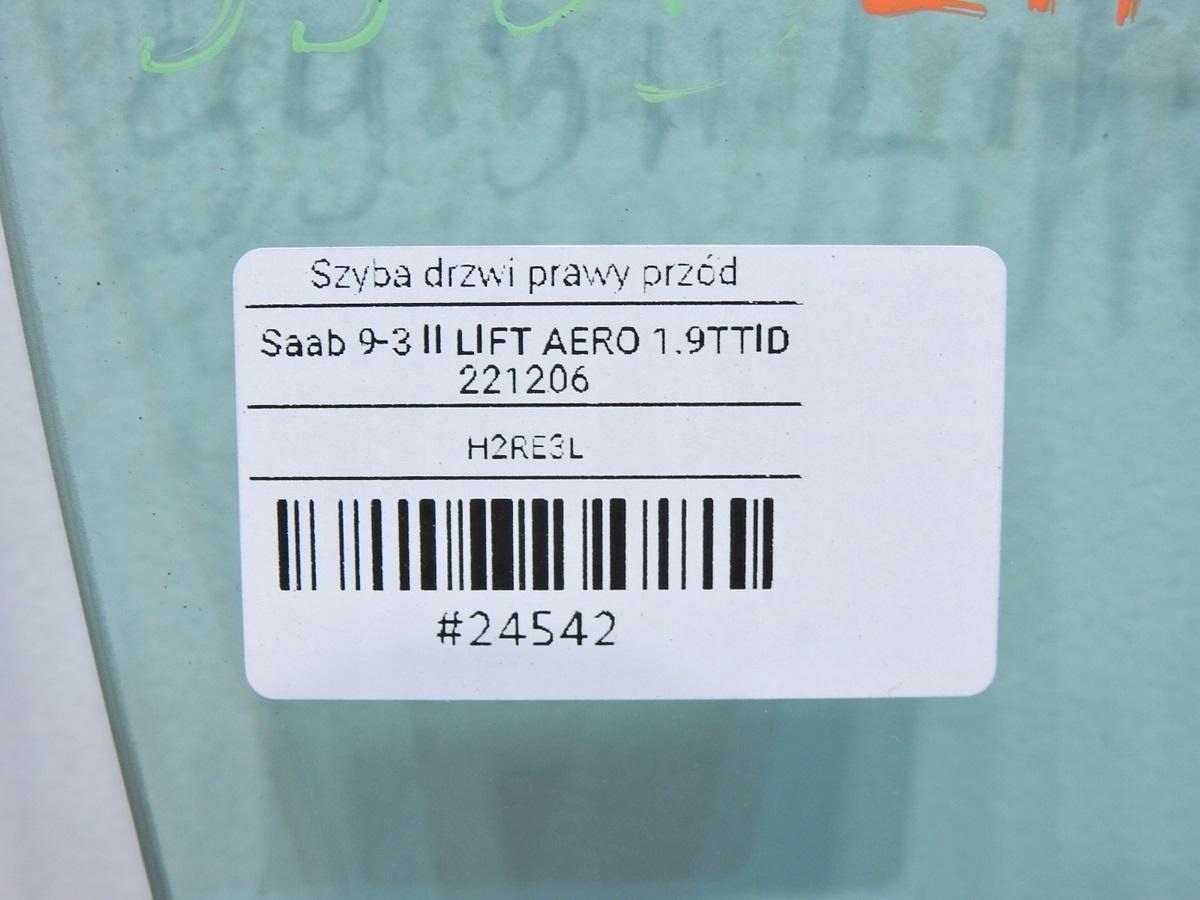 Szyba drzwi prawy przód
Saab 9-3 II LIFT AERO 1.9TTID
221206
H2RE3L
#24542